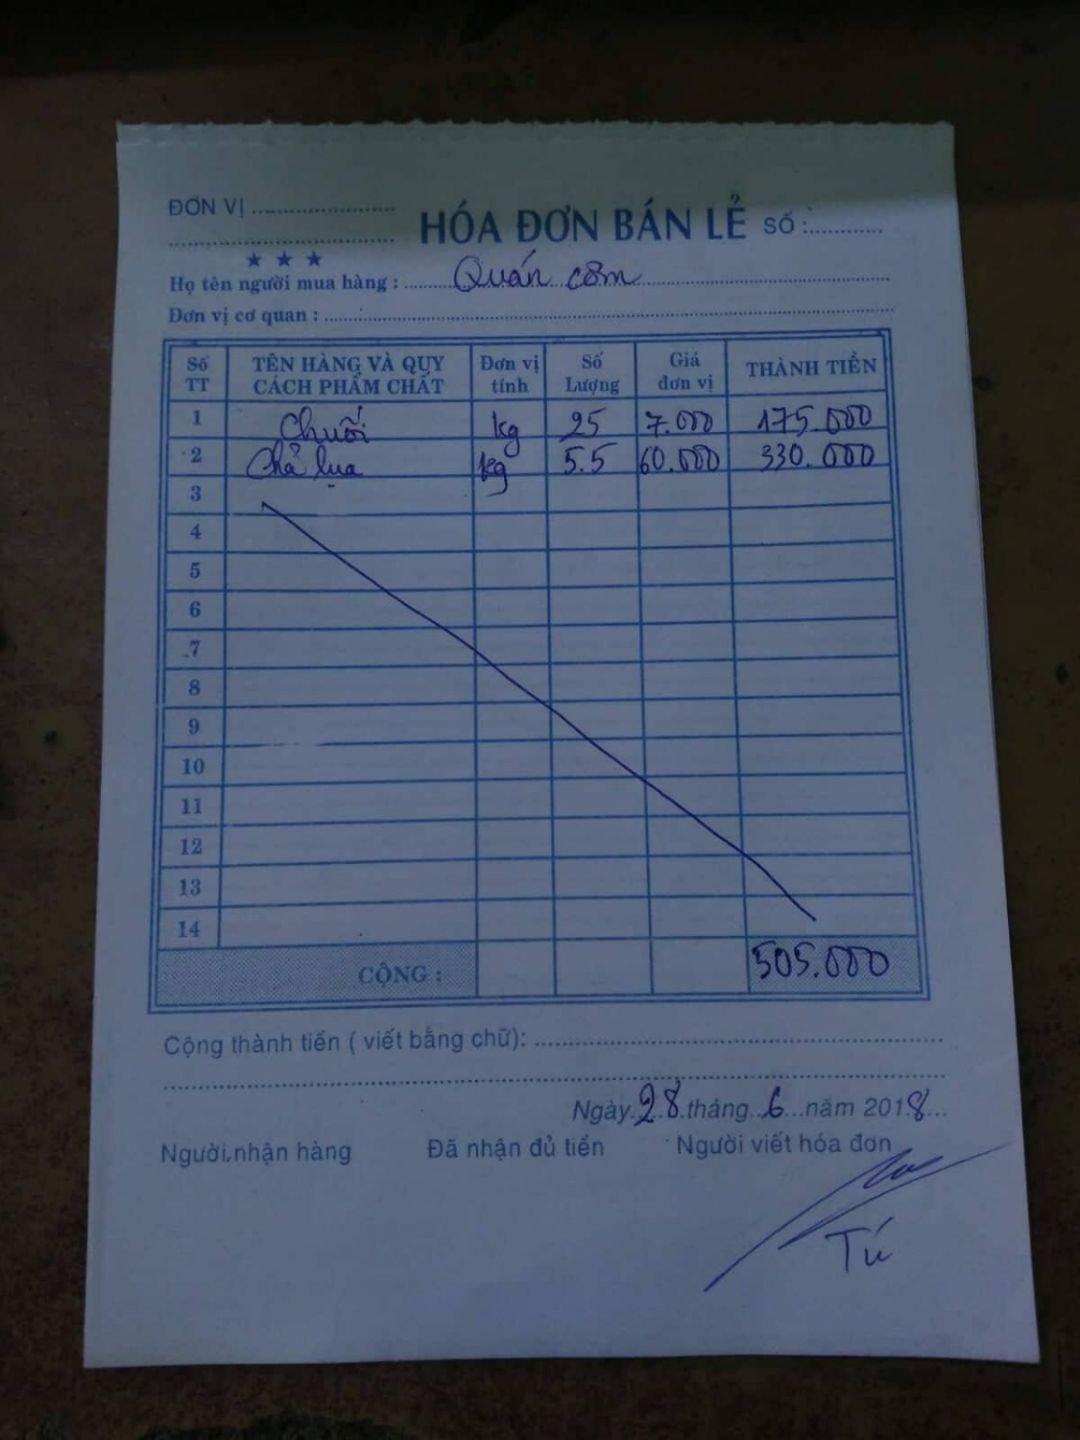 ĐƠN VỊ ........................
HÓA ĐƠN BÁN LẺ SỐ :............
........................
★ ★ ★
Họ tên người mua hàng : Quán cơm
Đơn vị cơ quan : ........................
Số TT | TÊN HÀNG VÀ QUY CÁCH PHẨM CHẤT | Đơn vị tính | Số Lượng | Giá đơn vị | THÀNH TIỀN
1 Chuối kg 25 7.000 175.000
2 Chả lụa kg 5.5 60.000 330.000
3
4
5
6
7
8
9
10
11
12
13
14
CỘNG : 505.000
Cộng thành tiền ( viết bằng chữ): ........................
Ngày 28 tháng 6 năm 2018
Người nhận hàng Đã nhận đủ tiền Người viết hóa đơn
Tú